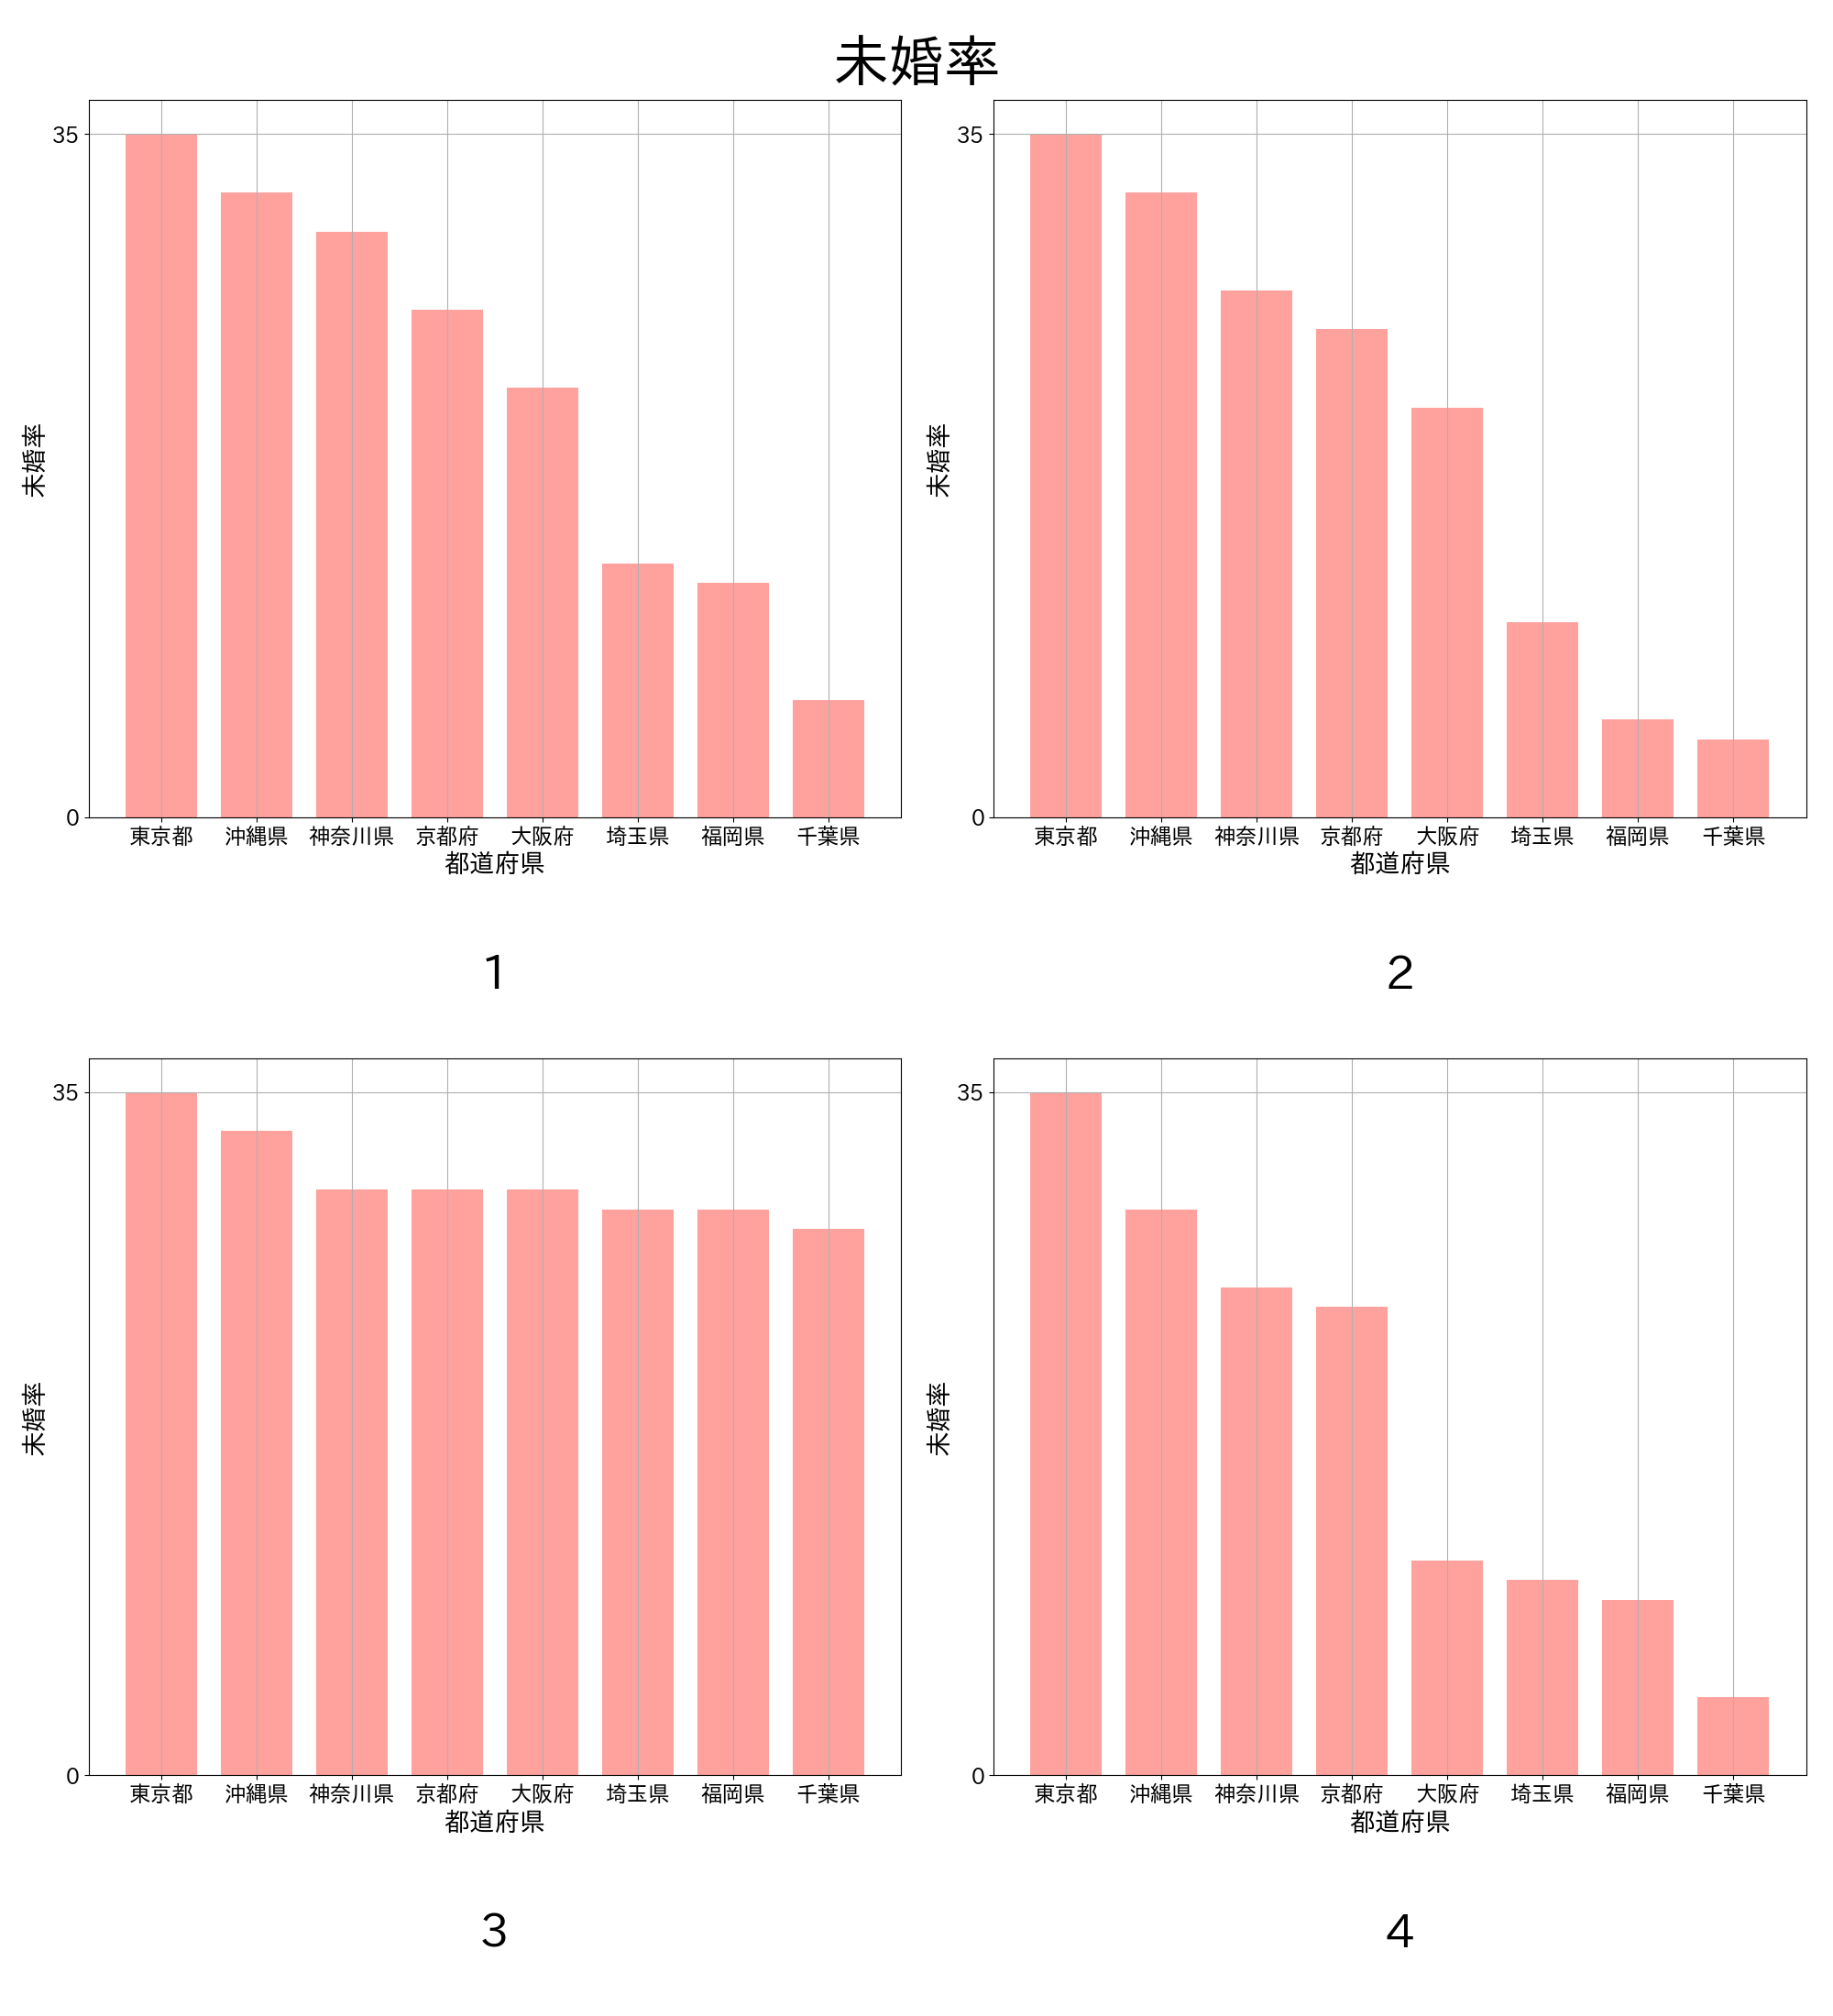 未婚率
35
0
未婚率
東京都 沖縄県 神奈川県 京都府 大阪府 埼玉県 福岡県 千葉県
都道府県
1
35
0
未婚率
東京都 沖縄県 神奈川県 京都府 大阪府 埼玉県 福岡県 千葉県
都道府県
2
35
0
未婚率
東京都 沖縄県 神奈川県 京都府 大阪府 埼玉県 福岡県 千葉県
都道府県
3
35
0
未婚率
東京都 沖縄県 神奈川県 京都府 大阪府 埼玉県 福岡県 千葉県
都道府県
4